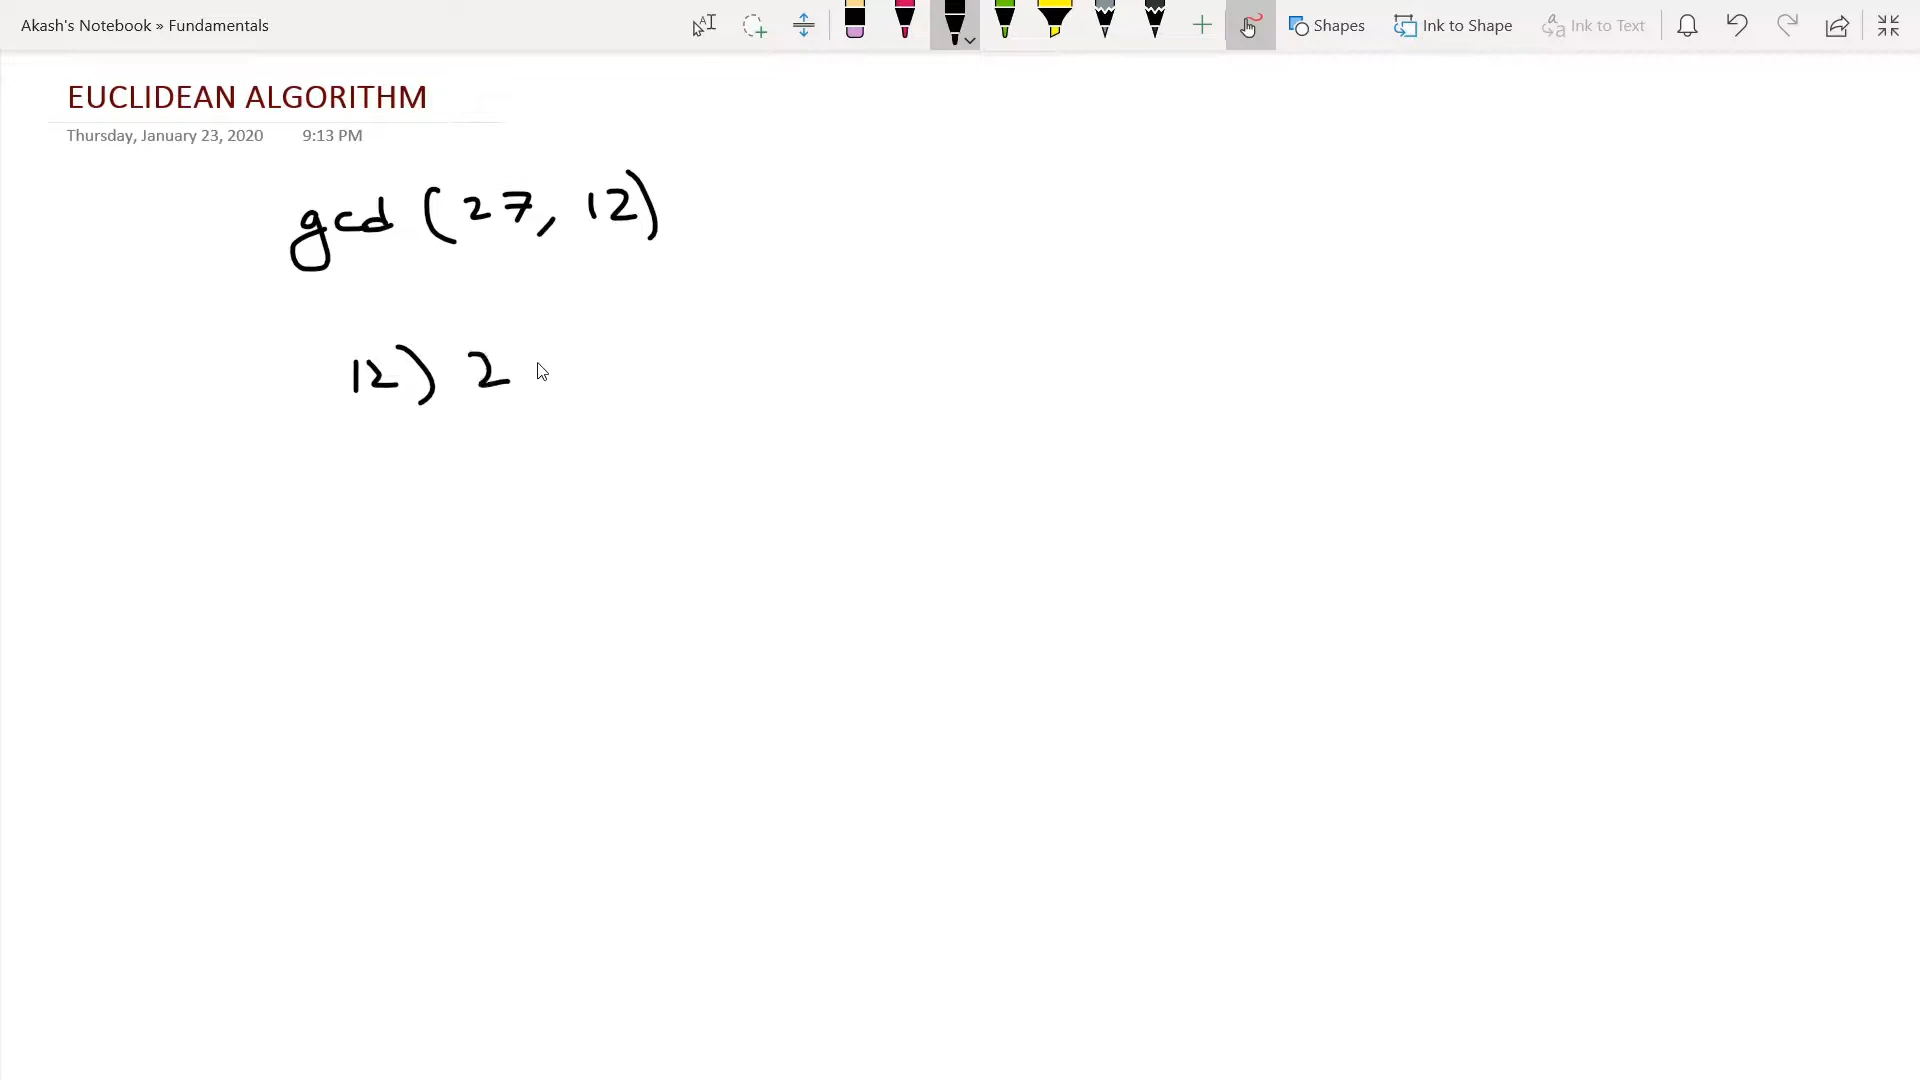 Akash's Notebook » Fundamentals
Shapes
Ink to Shape
Ink to Text
EUCLIDEAN ALGORITHM
Thursday, January 23, 2020 9:13 PM
gcd (27, 12)
12) 2